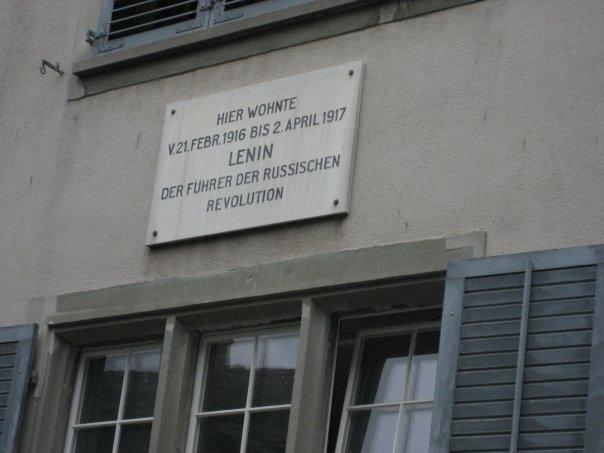 HIER WOHNTE
V.21.FEBR.1916 BIS 2.APRIL 1917
LENIN
DER FÜHRER DER RUSSISCHEN
REVOLUTION